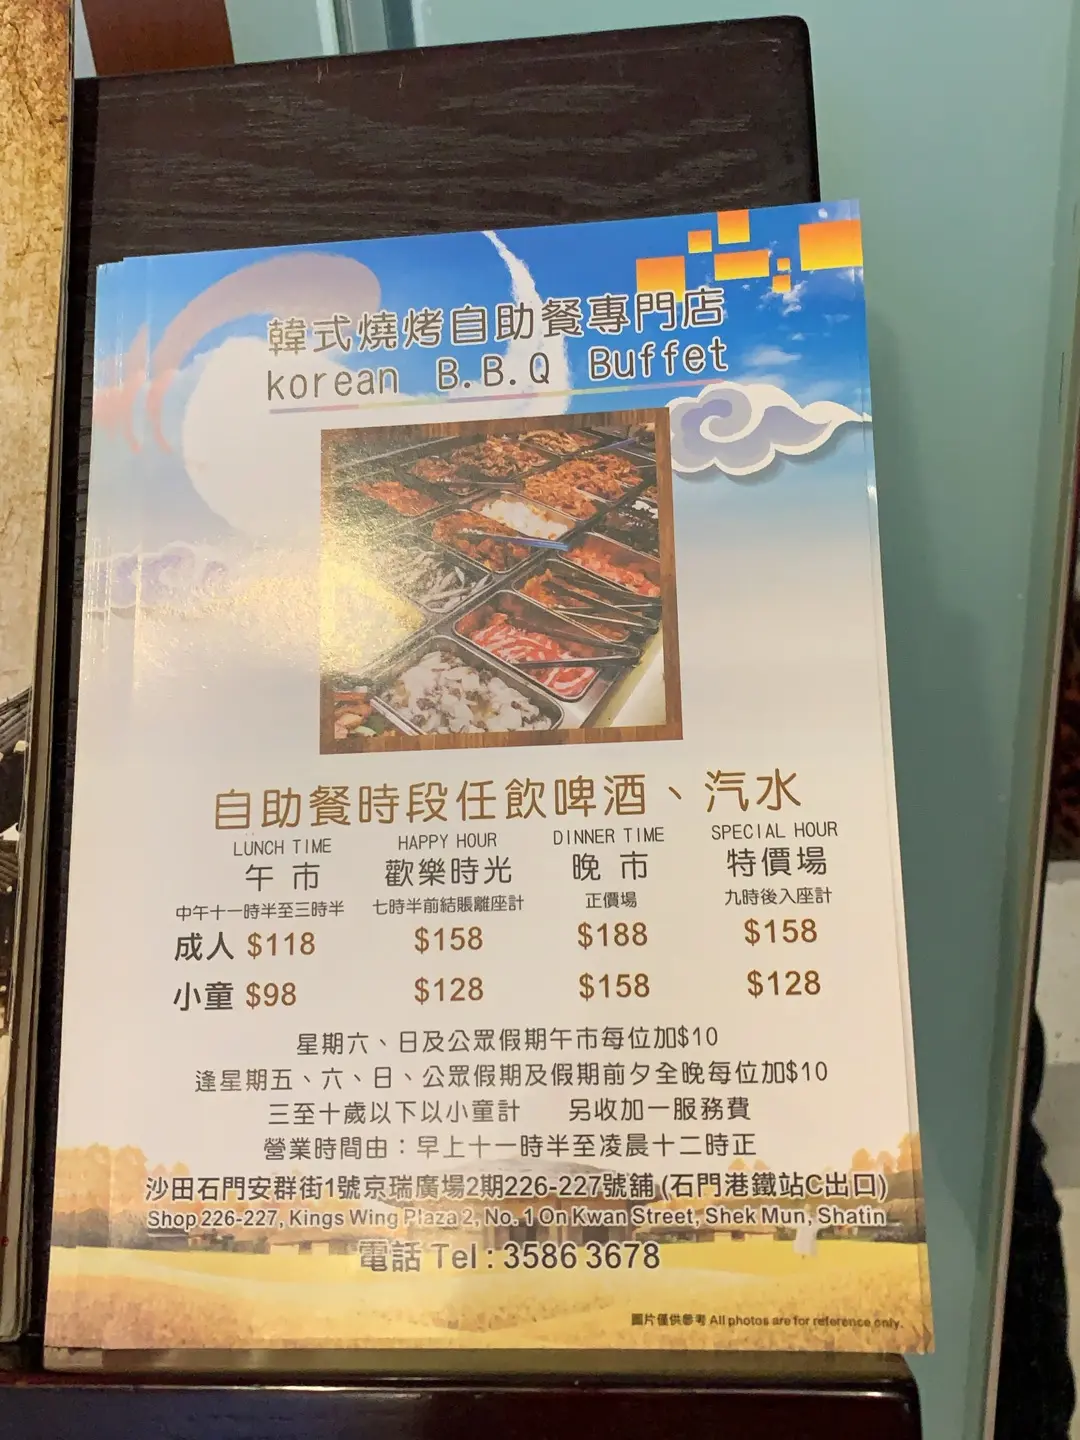 韓式燒烤自助餐專門店
korean B.B.Q Buffet
自助餐時段任飲啤酒、汽水
LUNCH TIME HAPPY HOUR DINNER TIME SPECIAL HOUR
午市 歡樂時光 晚市 特價場
中午十一時半至三時半 七時半前結賬離座計 正價場 九時後入座計
成人 $118 $158 $188 $158
小童 $98 $128 $158 $128
星期六、日及公眾假期午市每位加$10
逢星期五、六、日、公眾假期及假期前夕全晚每位加$10
三至十歲以下以小童計 另收加一服務費
營業時間由：早上十一時半至凌晨十二時正
沙田石門安群街1號京瑞廣場2期226-227號舖 (石門港鐵站C出口)
Shop 226-227, Kings Wing Plaza 2, No. 1 On Kwan Street, Shek Mun, Shatin
電話 Tel : 3586 3678
圖片僅供參考 All photos are for reference only.